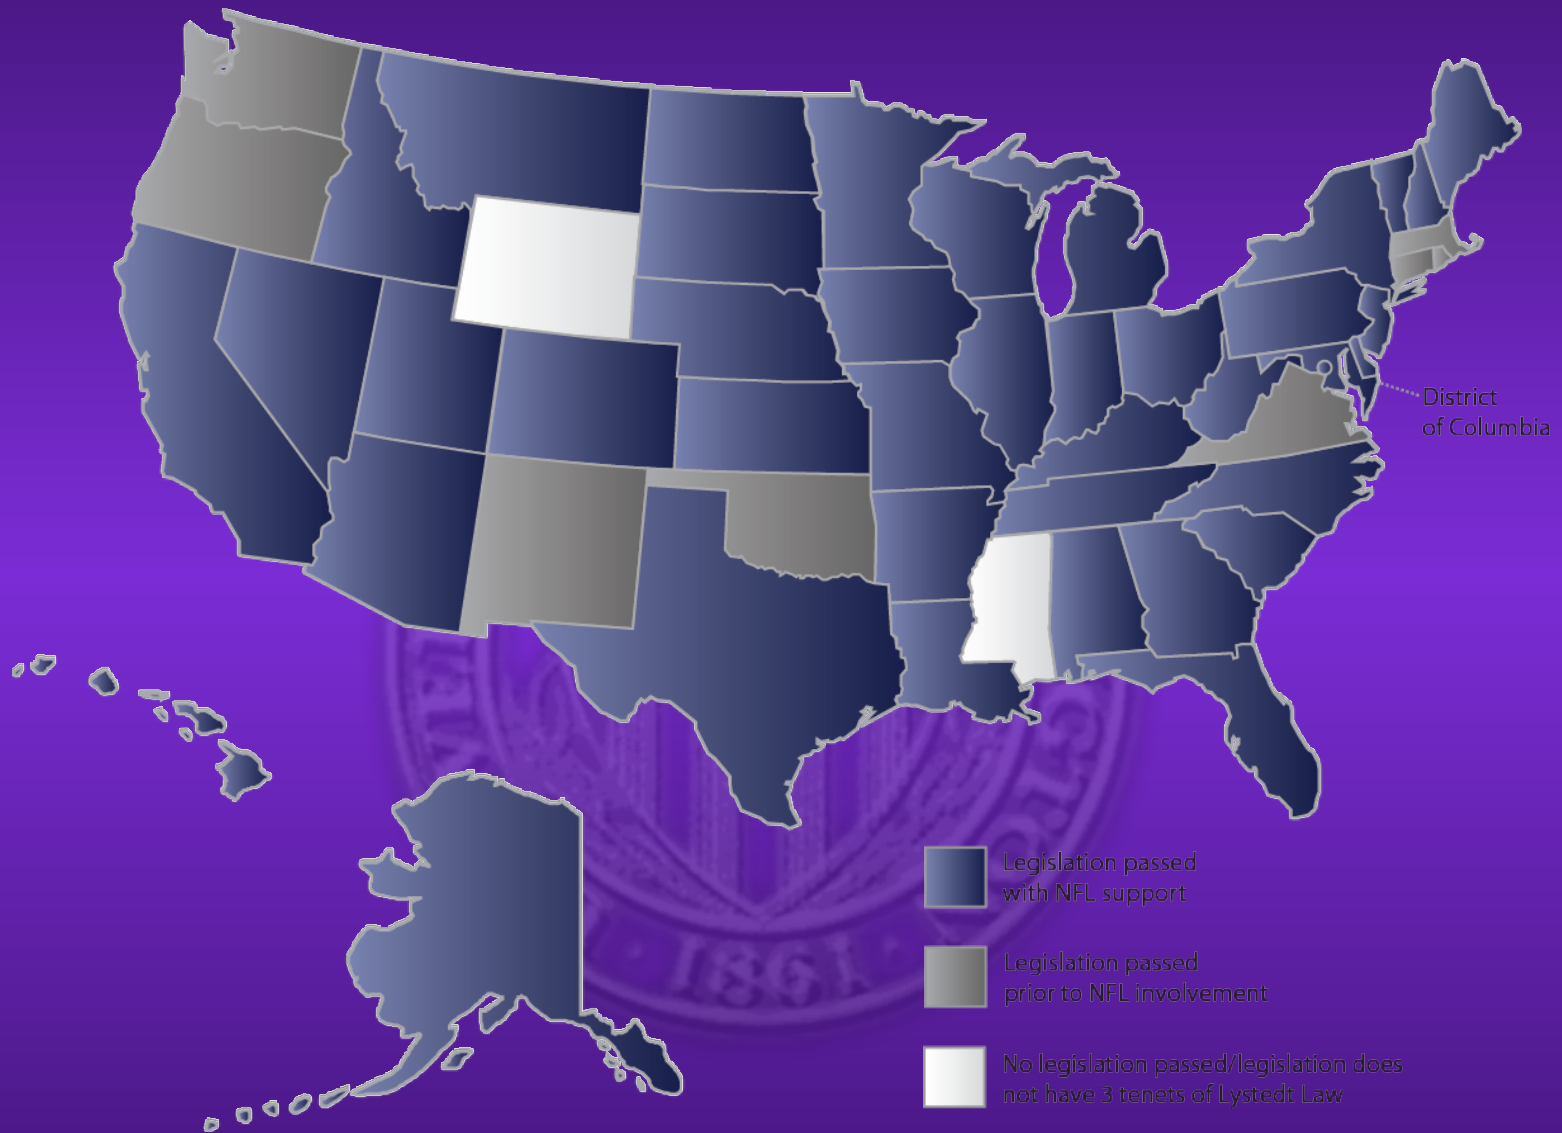 District
of Columbia
Legislation passed
with NFL support
Legislation passed
prior to NFL involvement
No legislation passed/legislation does
not have 3 tenets of Lystedt Law
1861